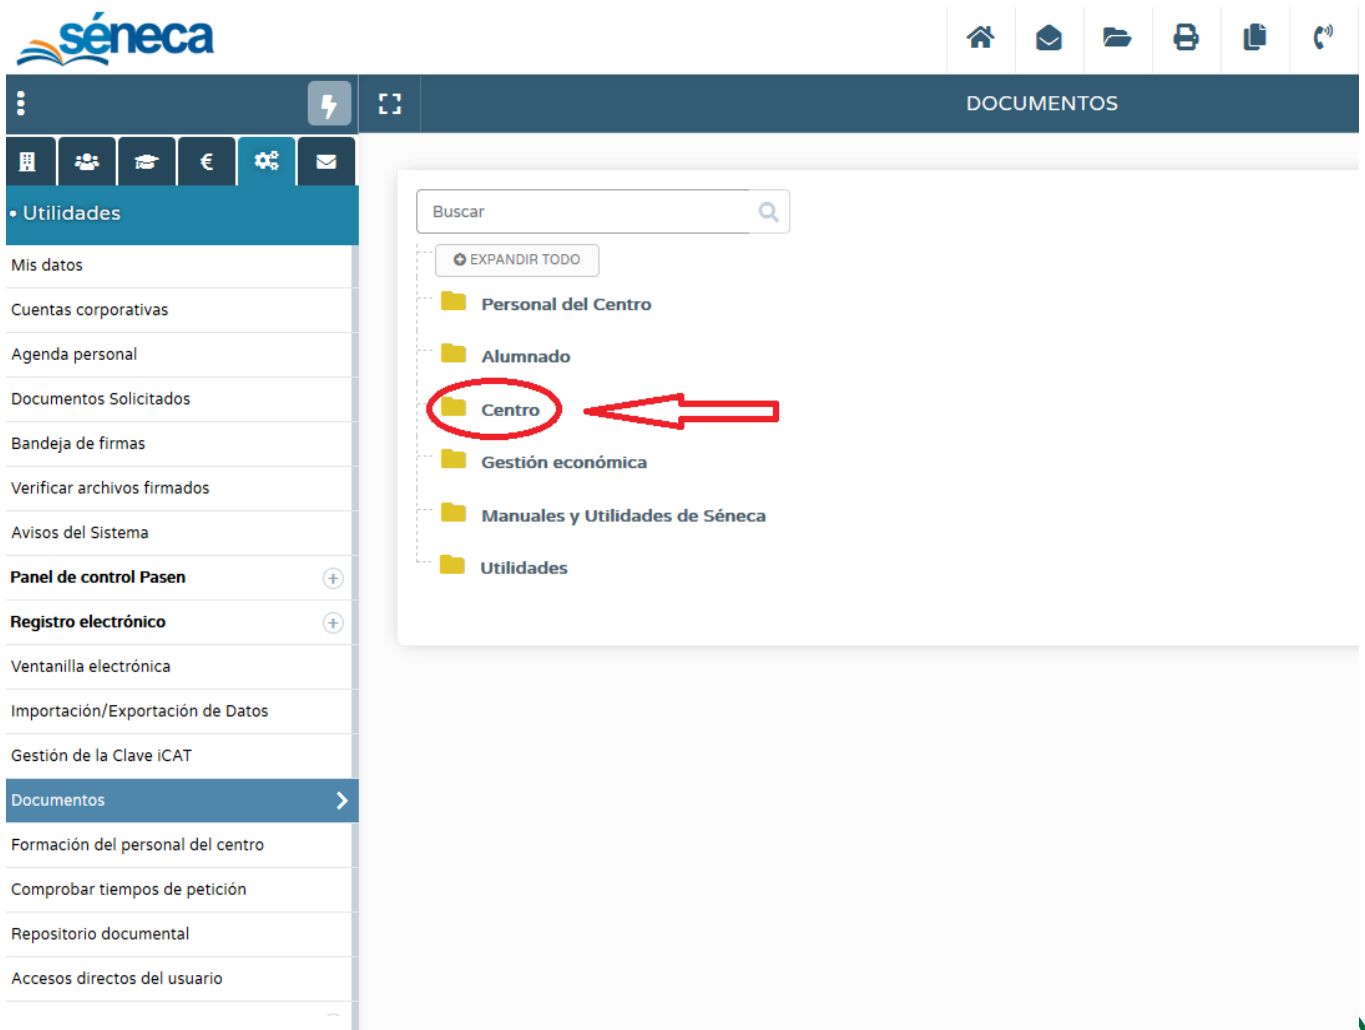 séneca
DOCUMENTOS
€
• Utilidades
Mis datos
Cuentas corporativas
Agenda personal
Documentos Solicitados
Bandeja de firmas
Verificar archivos firmados
Avisos del Sistema
Panel de control Pasen
Registro electrónico
Ventanilla electrónica
Importación/Exportación de Datos
Gestión de la Clave iCAT
Documentos
Formación del personal del centro
Comprobar tiempos de petición
Repositorio documental
Accesos directos del usuario
Buscar
EXPANDIR TODO
Personal del Centro
Alumnado
Centro
Gestión económica
Manuales y Utilidades de Séneca
Utilidades